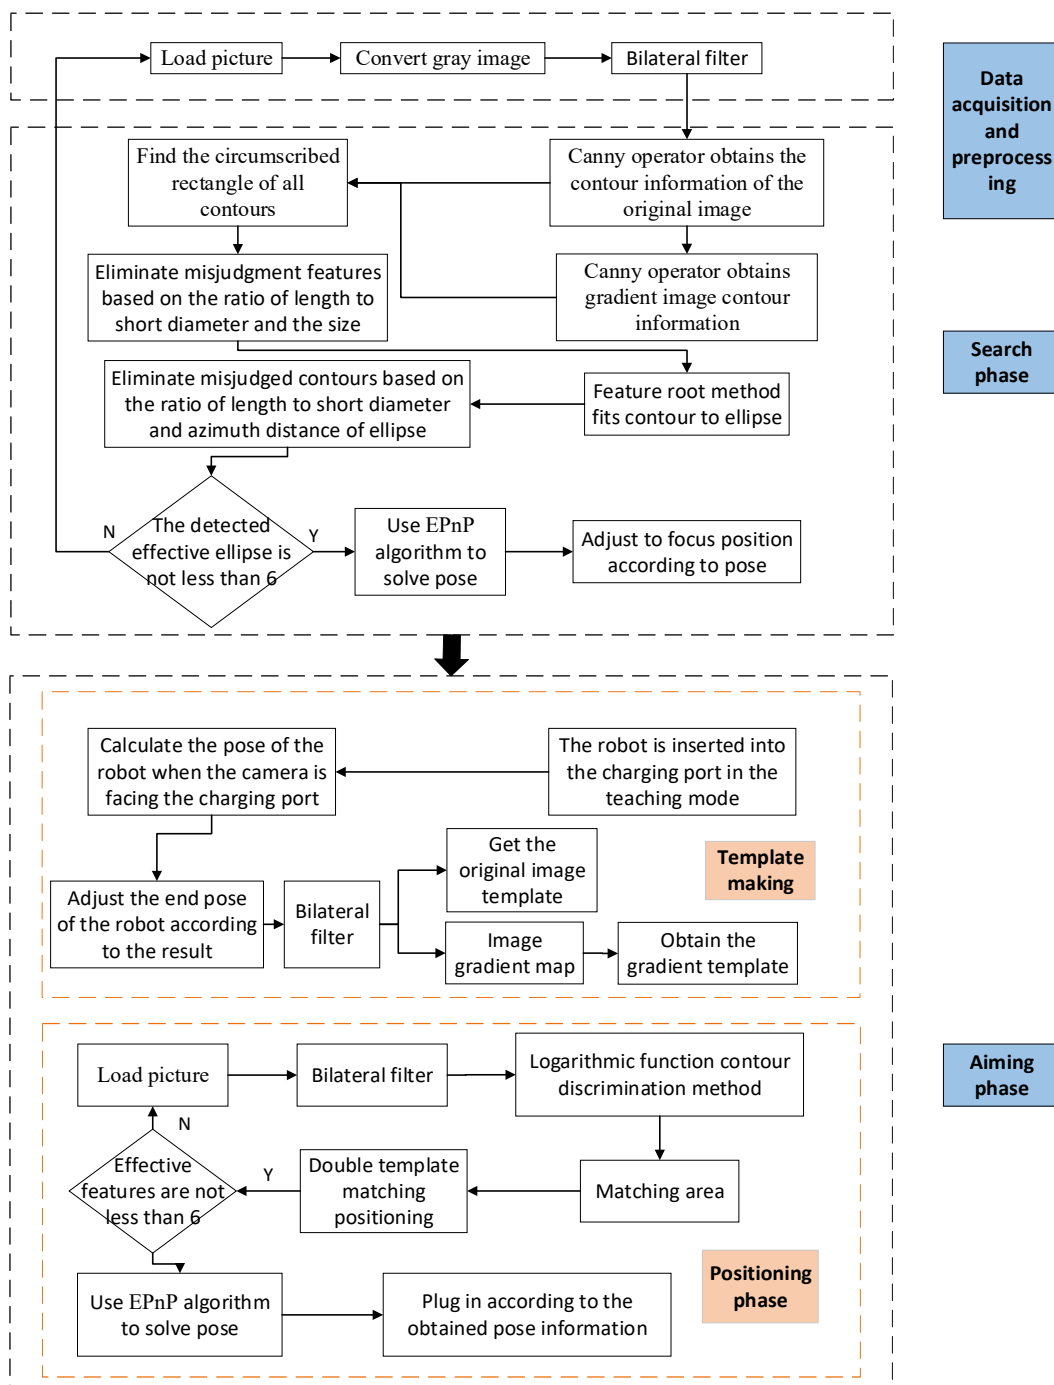 Load picture
Convert gray image
Bilateral filter
Data
acquisition
and
preprocess
ing
Find the circumscribed
rectangle of all
contours
Canny operator obtains the
contour information of the
original image
Eliminate misjudgment features
based on the ratio of length to
short diameter and the size
Canny operator obtains
gradient image contour
information
Search
phase
Eliminate misjudged contours based on
the ratio of length to short diameter
and azimuth distance of ellipse
Feature root method
fits contour to ellipse
N
The detected
effective ellipse is
not less than 6
Y
Use EPnP
algorithm to
solve pose
Adjust to focus position
according to pose
Calculate the pose of the
robot when the camera is
facing the charging port
The robot is inserted into
the charging port in the
teaching mode
Get the
original image
template
Template
making
Adjust the end pose
of the robot according
to the result
Bilateral
filter
Image
gradient map
Obtain the
gradient template
Load picture
Bilateral filter
Logarithmic function contour
discrimination method
Aiming
phase
N
Effective
features are not
less than 6
Y
Double template
matching
positioning
Matching area
Positioning
phase
Use EPnP algorithm
to solve pose
Plug in according to the
obtained pose information